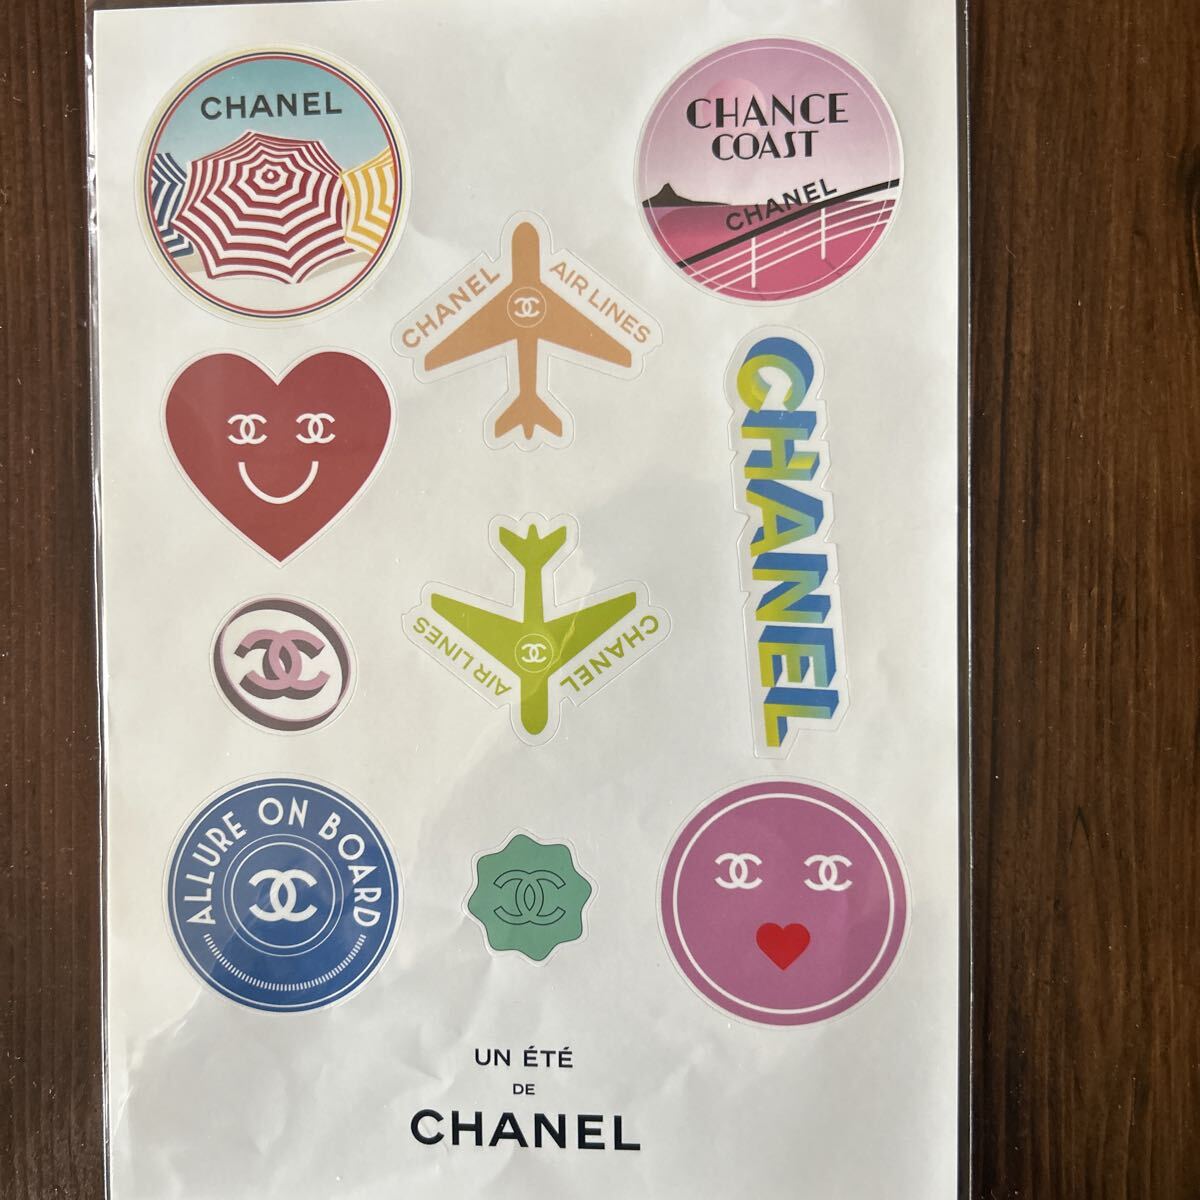 CHANEL
CHANCE
COAST
CHANEL
CHANEL AIR LINES
CHANEL
CHANEL AIR LINES
ALLURE ON BOARD
UN ÉTÉ
DE
CHANEL